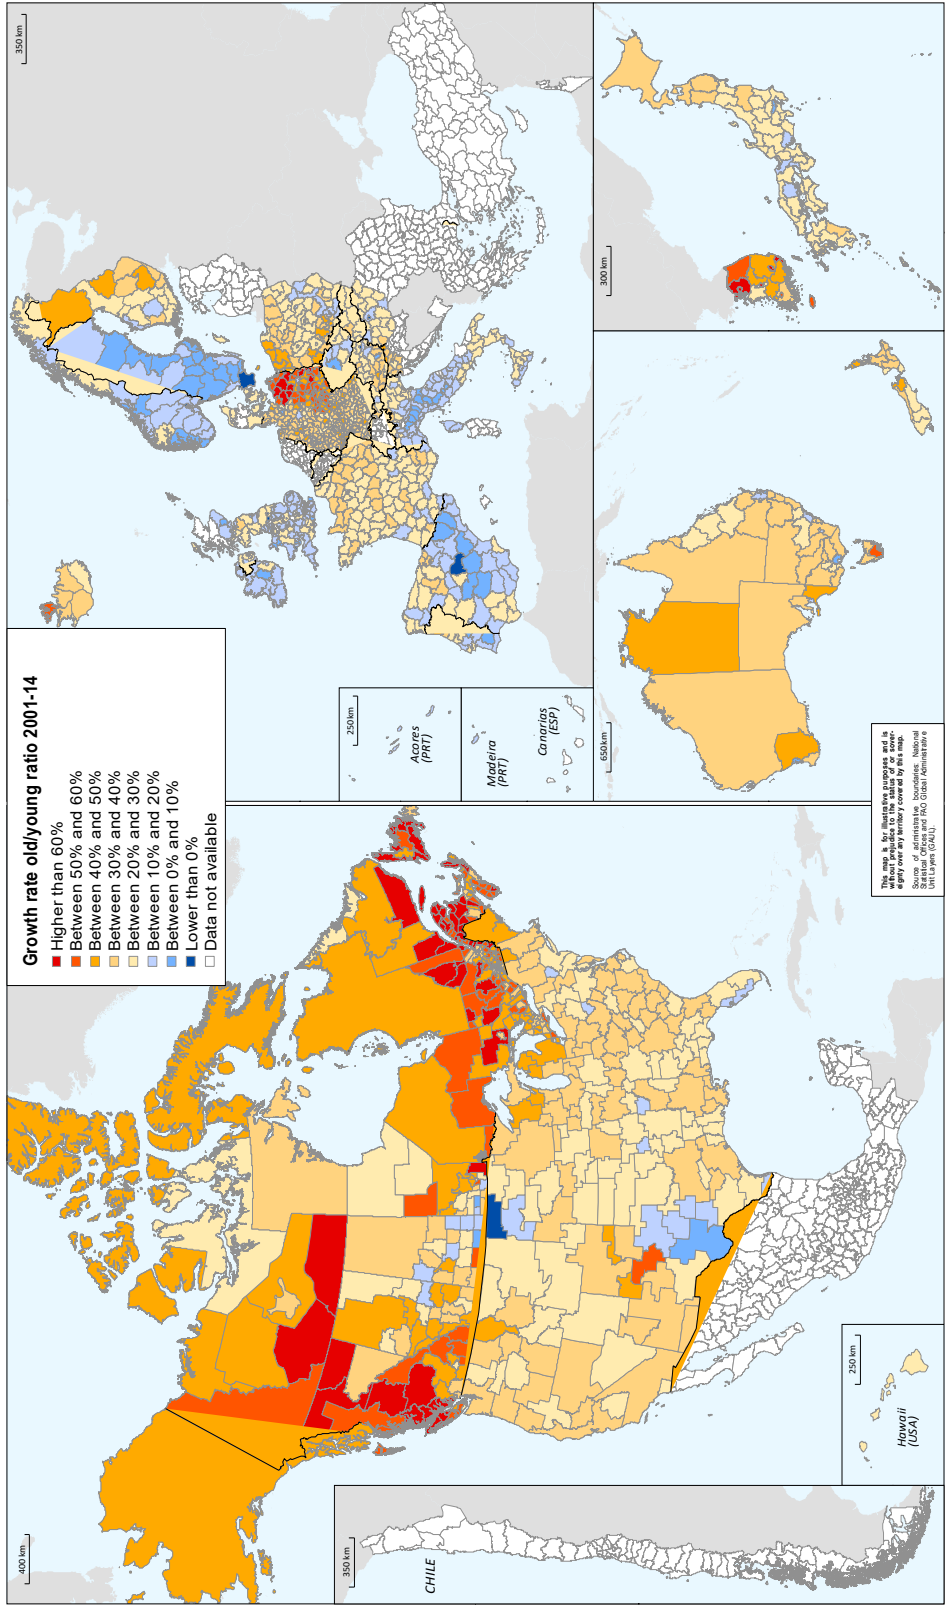 Growth rate old/young ratio 2001-14
Higher than 60%
Between 50% and 60%
Between 40% and 50%
Between 30% and 40%
Between 20% and 30%
Between 10% and 20%
Between 0% and 10%
Lower than 0%
Data not available
400 km
350 km
350 km
CHILE
250 km
Hawaii
(USA)
250 km
Acores
(PRT)
Madeira
(PRT)
Canarias
(ESP)
650 km
300 km
This map is for illustrative purposes and is
without prejudice to the status of or sover-
eignty over any territory covered by this map.
Source of administrative boundaries: National
Statistical Offices and FAO Global Administrative
Unit Layers (GAUL).